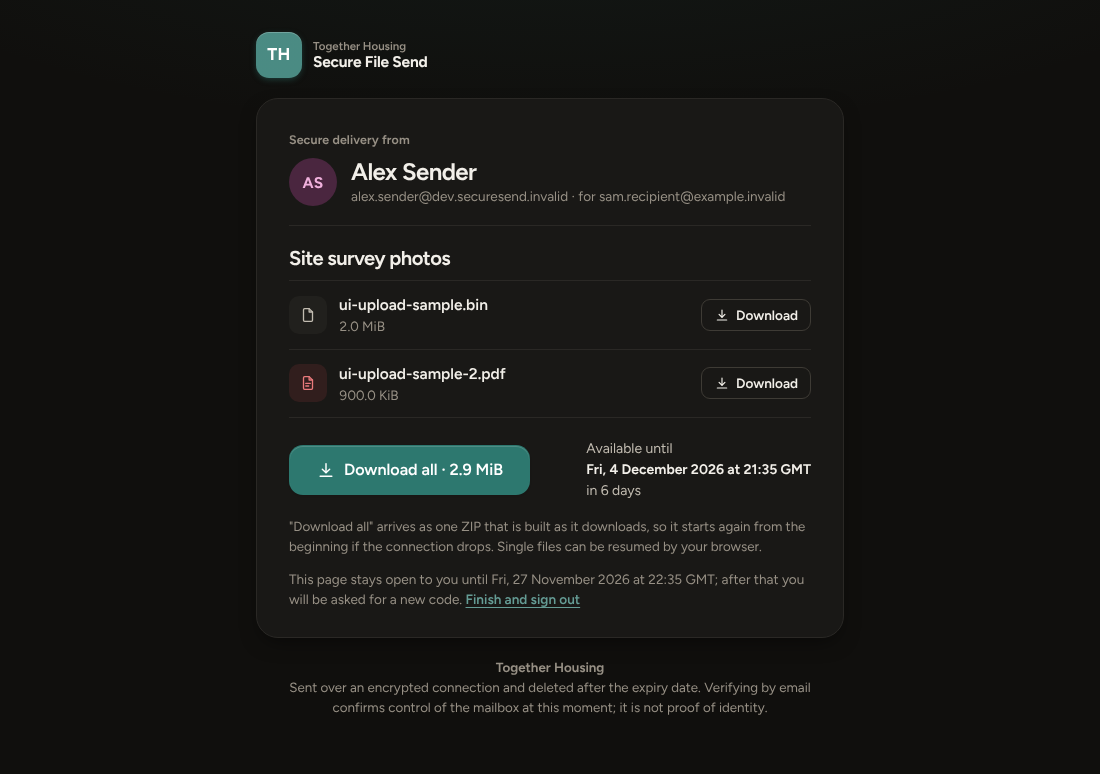 TH
Together Housing
Secure File Send
Secure delivery from
AS
Alex Sender
alex.sender@dev.securesend.invalid · for sam.recipient@example.invalid
Site survey photos
ui-upload-sample.bin
2.0 MiB
Download
ui-upload-sample-2.pdf
900.0 KiB
Download
Download all · 2.9 MiB
Available until
Fri, 4 December 2026 at 21:35 GMT
in 6 days
"Download all" arrives as one ZIP that is built as it downloads, so it starts again from the
beginning if the connection drops. Single files can be resumed by your browser.
This page stays open to you until Fri, 27 November 2026 at 22:35 GMT; after that you
will be asked for a new code. Finish and sign out
Together Housing
Sent over an encrypted connection and deleted after the expiry date. Verifying by email
confirms control of the mailbox at this moment; it is not proof of identity.